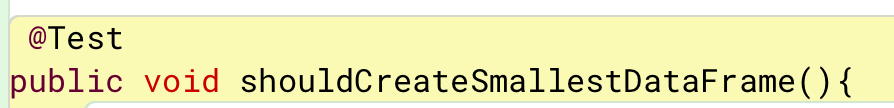 @Test
public void shouldCreateSmallestDataFrame(){